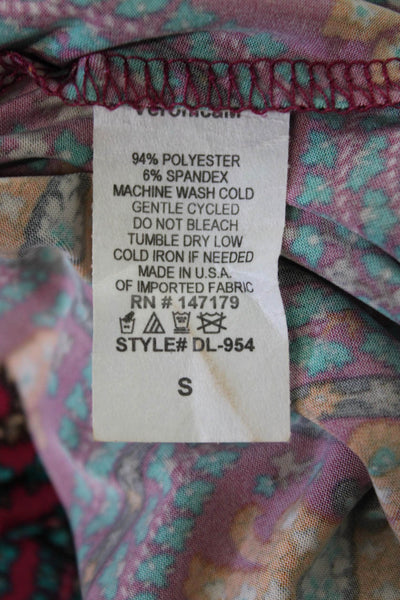 VeronicaM
94% POLYESTER
6% SPANDEX
MACHINE WASH COLD
GENTLE CYCLED
DO NOT BLEACH
TUMBLE DRY LOW
COLD IRON IF NEEDED
MADE IN U.S.A.
OF IMPORTED FABRIC
RN # 147179
STYLE# DL-954
S